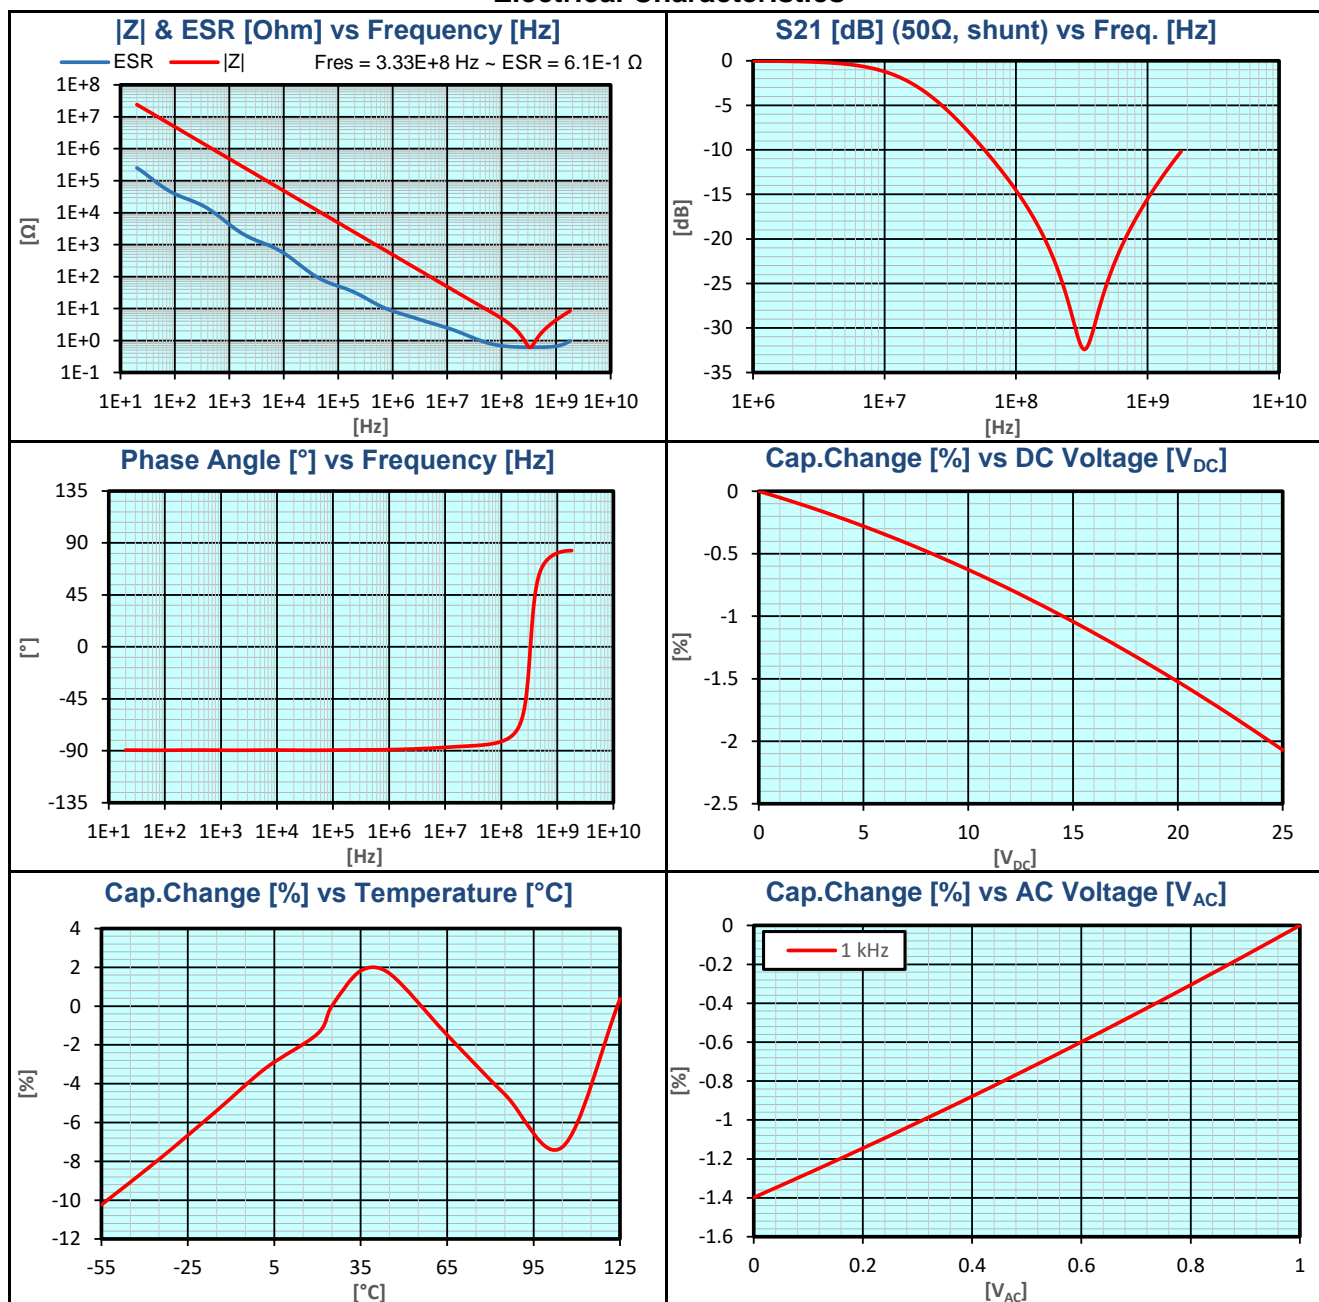 |Z| & ESR [Ohm] vs Frequency [Hz]
ESR |Z| Fres = 3.33E+8 Hz ~ ESR = 6.1E-1 Ω
1E+8
1E+7
1E+6
1E+5
1E+4
1E+3
1E+2
1E+1
1E+0
1E-1
[Ω]
1E+1 1E+2 1E+3 1E+4 1E+5 1E+6 1E+7 1E+8 1E+9 1E+10
[Hz]
S21 [dB] (50Ω, shunt) vs Freq. [Hz]
0
-5
-10
-15
-20
-25
-30
-35
[dB]
1E+6 1E+7 1E+8 1E+9 1E+10
[Hz]
Phase Angle [°] vs Frequency [Hz]
135
90
45
0
-45
-90
-135
[°]
1E+1 1E+2 1E+3 1E+4 1E+5 1E+6 1E+7 1E+8 1E+9 1E+10
[Hz]
Cap.Change [%] vs DC Voltage [VDC]
0
-0.5
-1
-1.5
-2
-2.5
[%]
0 5 10 15 20 25
[VDC]
Cap.Change [%] vs Temperature [°C]
4
2
0
-2
-4
-6
-8
-10
-12
[%]
-55 -25 5 35 65 95 125
[°C]
Cap.Change [%] vs AC Voltage [VAC]
1 kHz
0
-0.2
-0.4
-0.6
-0.8
-1
-1.2
-1.4
-1.6
[%]
0 0.2 0.4 0.6 0.8 1
[VAC]